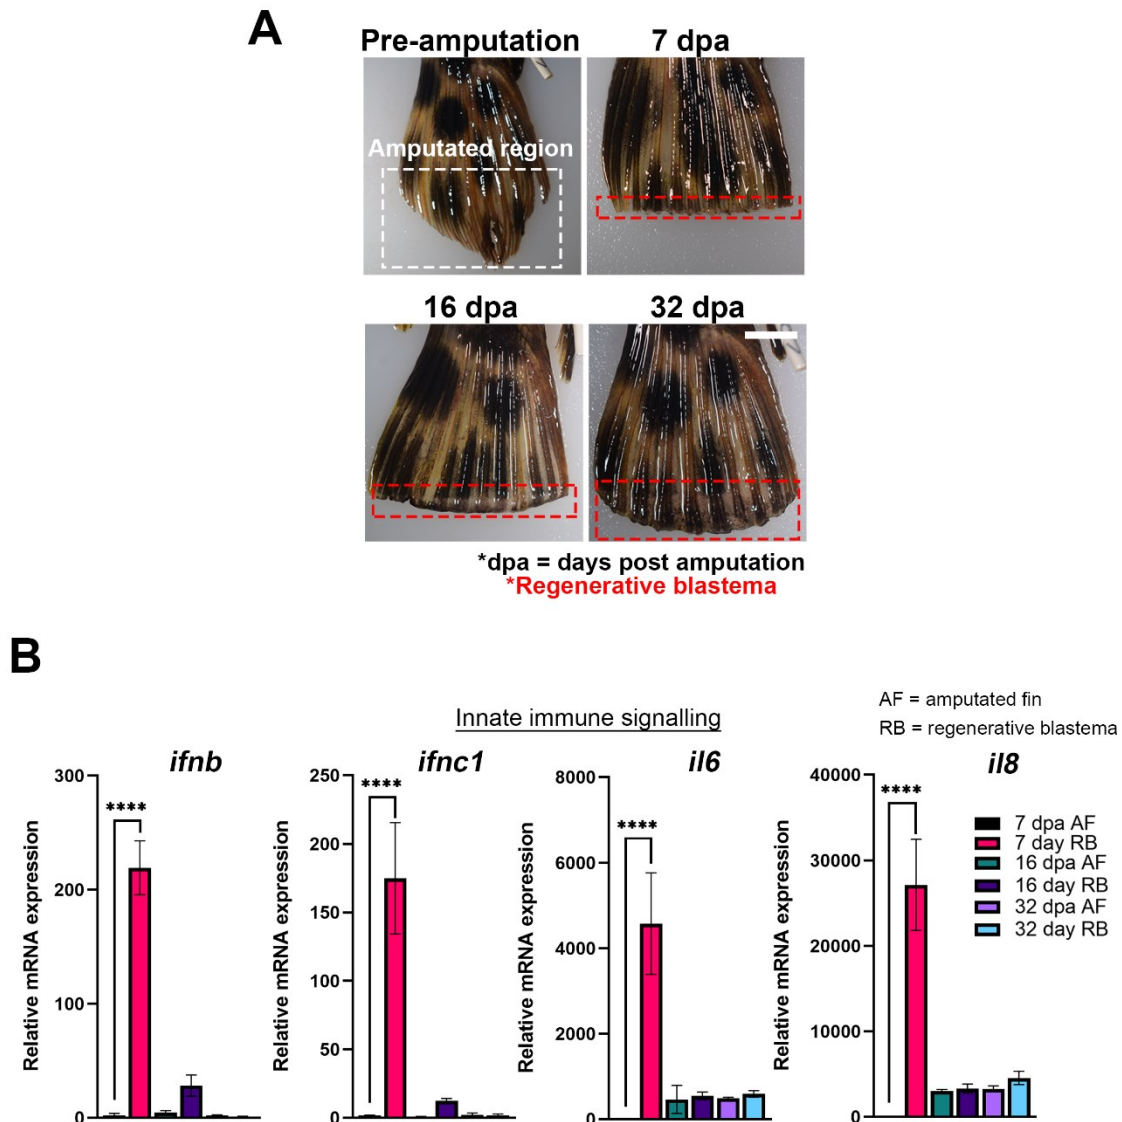 A
Pre-amputation
7 dpa
Amputated region
16 dpa
32 dpa
*dpa = days post amputation
*Regenerative blastema
B
Innate immune signalling
AF = amputated fin
RB = regenerative blastema
ifnb
Relative mRNA expression
300
200
100
0
****
ifnc1
Relative mRNA expression
250
200
150
100
50
0
****
il6
Relative mRNA expression
8000
6000
4000
2000
0
****
il8
Relative mRNA expression
40000
30000
20000
10000
0
****
7 dpa AF
7 day RB
16 dpa AF
16 day RB
32 dpa AF
32 day RB